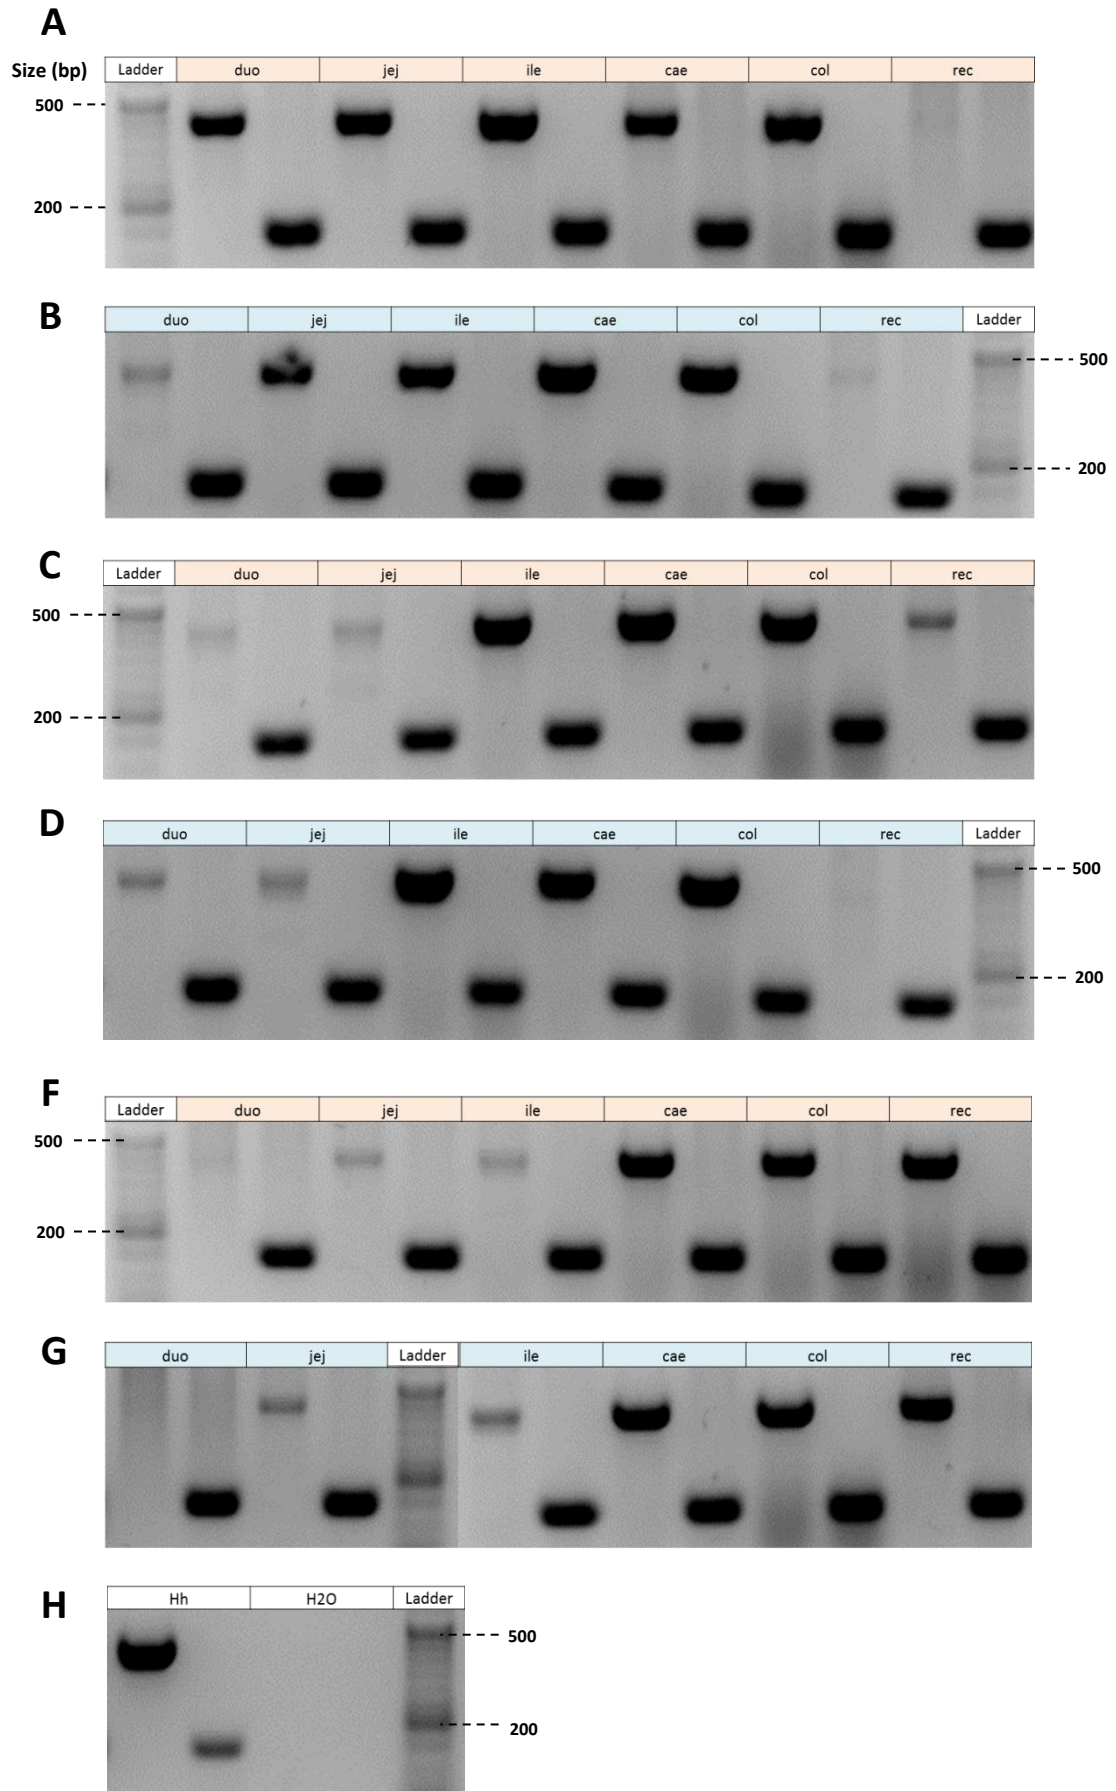 A
Size (bp) Ladder duo jej ile cae col rec
500
200
B
duo jej ile cae col rec Ladder
500
200
C
Ladder duo jej ile cae col rec
500
200
D
duo jej ile cae col rec Ladder
500
200
F
Ladder duo jej ile cae col rec
500
200
G
duo jej Ladder ile cae col rec
H
Hh H2O Ladder
500
200